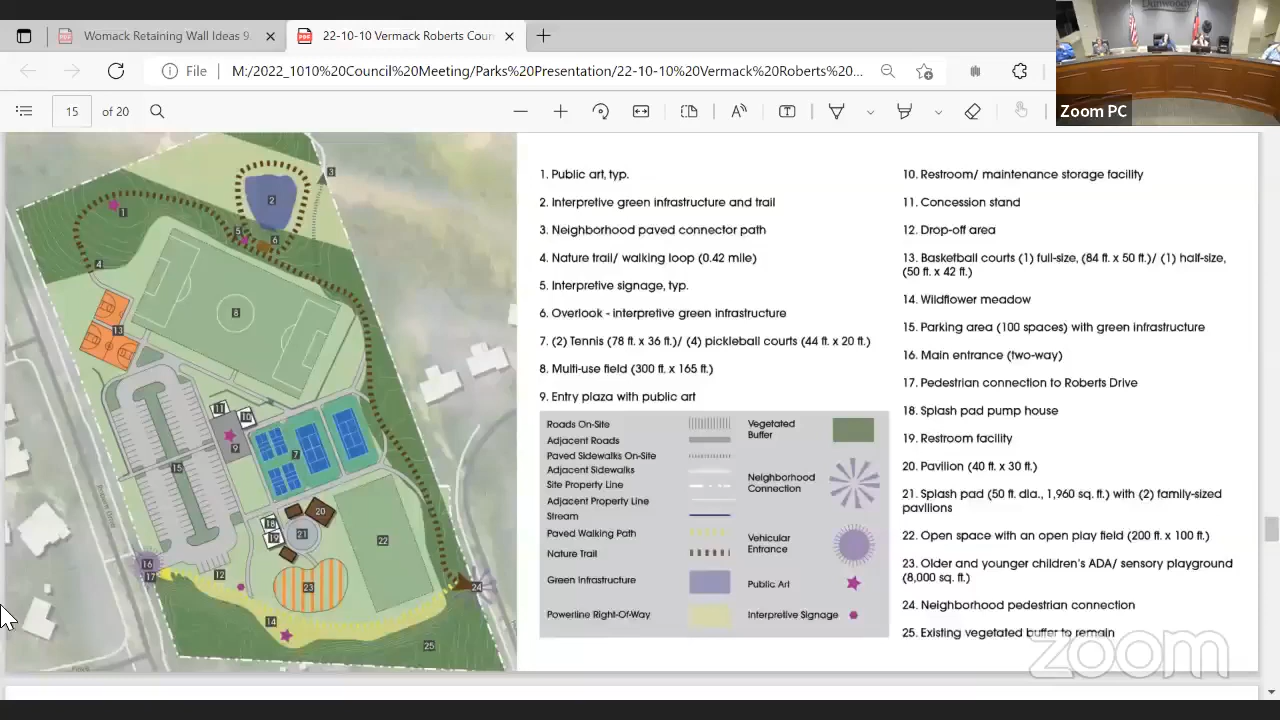 Womack Retaining Wall Ideas 9.
22-10-10 Vermack Roberts Coun
File
M:/2022_1010%20Council%20Meeting/Parks%20Presentation/22-10-10%20Vermack%20Roberts%...
15
of 20
Dunwoody
Zoom PC
1. Public art, typ.
2. Interpretive green infrastructure and trail
3. Neighborhood paved connector path
4. Nature trail/ walking loop (0.42 mile)
5. Interpretive signage, typ.
6. Overlook - interpretive green infrastructure
7. (2) Tennis (78 ft. x 36 ft.)/ (4) pickleball courts (44 ft. x 20 ft.)
8. Multi-use field (300 ft. x 165 ft.)
9. Entry plaza with public art
10. Restroom/ maintenance storage facility
11. Concession stand
12. Drop-off area
13. Basketball courts (1) full-size, (84 ft. x 50 ft.)/ (1) half-size,
(50 ft. x 42 ft.)
14. Wildflower meadow
15. Parking area (100 spaces) with green infrastructure
16. Main entrance (two-way)
17. Pedestrian connection to Roberts Drive
18. Splash pad pump house
19. Restroom facility
20. Pavilion (40 ft. x 30 ft.)
21. Splash pad (50 ft. dia., 1,960 sq. ft.) with (2) family-sized
pavilions
22. Open space with an open play field (200 ft. x 100 ft.)
23. Older and younger children's ADA/ sensory playground
(8,000 sq. ft.)
24. Neighborhood pedestrian connection
25. Existing vegetated buffer to remain
Roads On-Site
Adjacent Roads
Paved Sidewalks On-Site
Adjacent Sidewalks
Site Property Line
Adjacent Property Line
Stream
Paved Walking Path
Nature Trail
Green Infrastructure
Powerline Right-Of-Way
Vegetated
Buffer
Neighborhood
Connection
Vehicular
Entrance
Public Art
Interpretive Signage
3
2
1
5
6
4
8
13
11
10
9
7
15
20
18
21
19
22
16
17
12
23
24
14
25
Roberts Drive
zoom